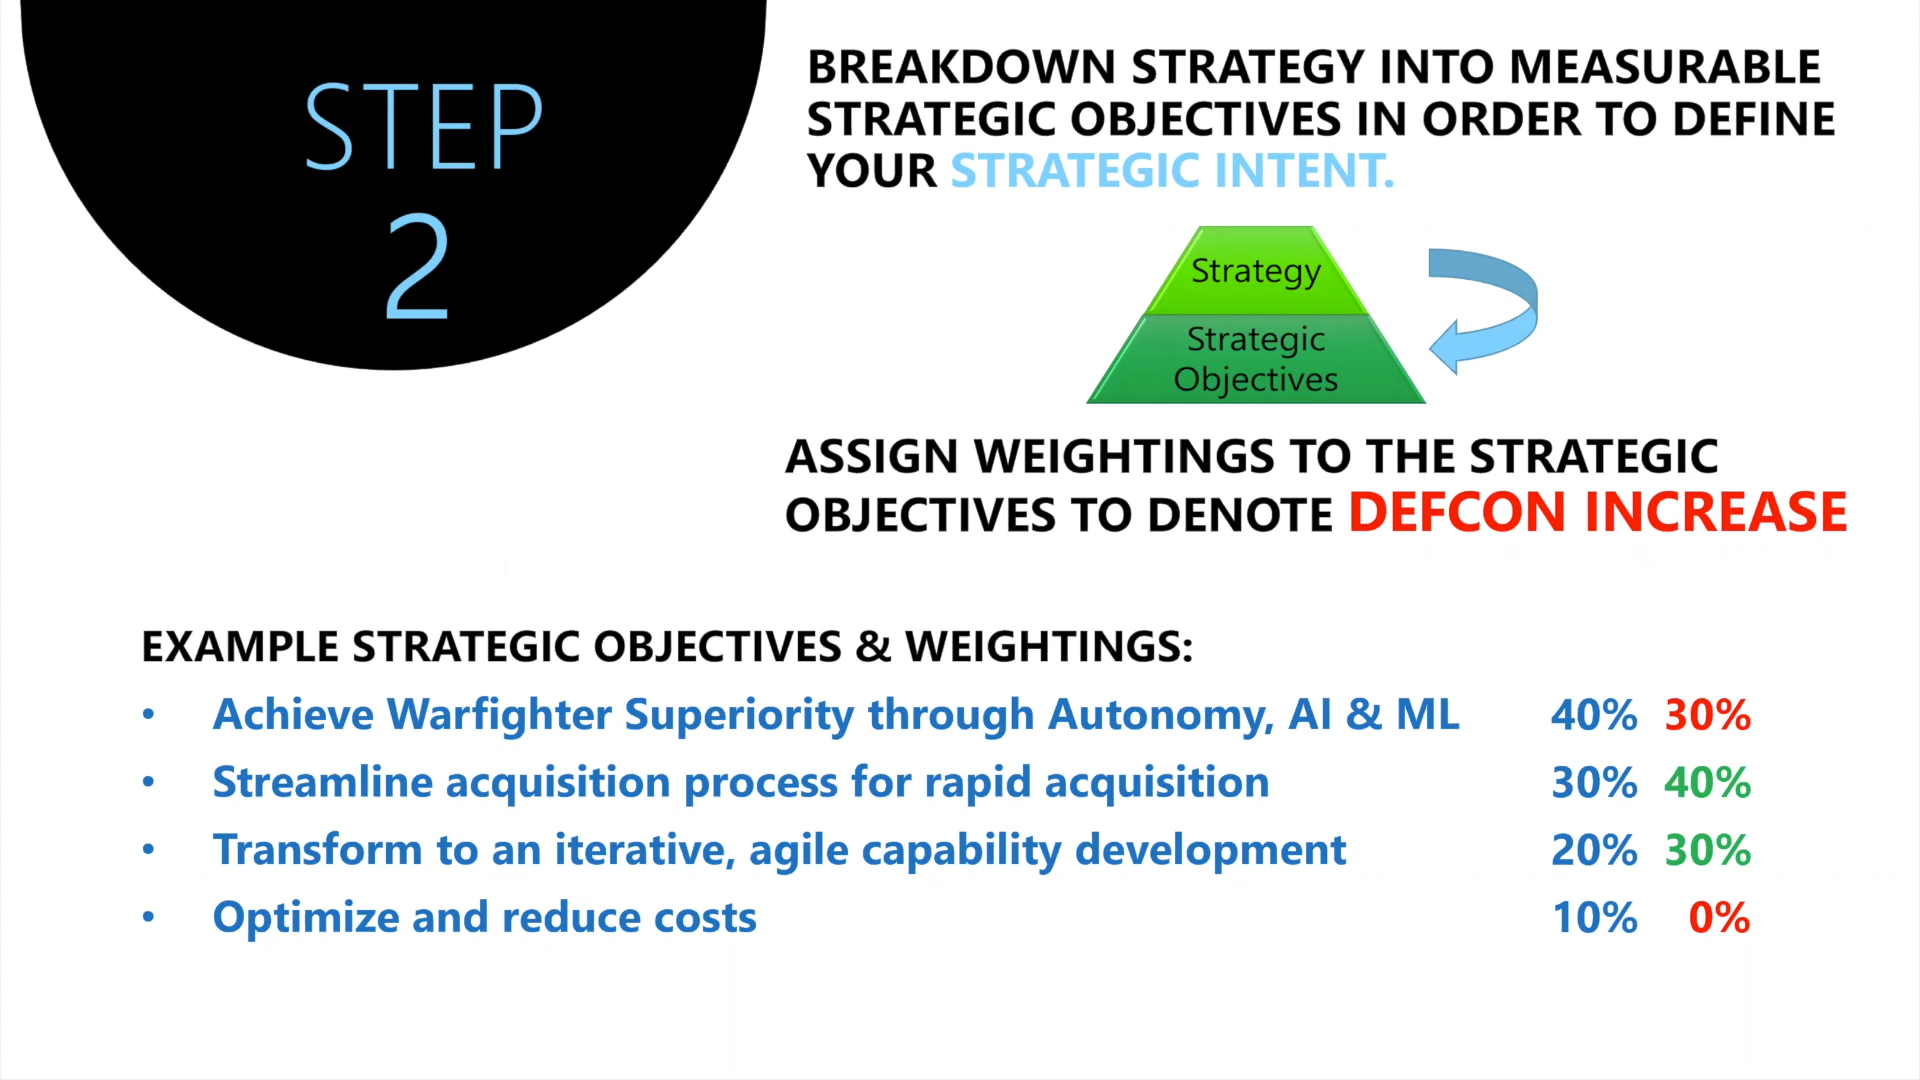 STEP
2
BREAKDOWN STRATEGY INTO MEASURABLE
STRATEGIC OBJECTIVES IN ORDER TO DEFINE
YOUR STRATEGIC INTENT.
Strategy
Strategic
Objectives
ASSIGN WEIGHTINGS TO THE STRATEGIC
OBJECTIVES TO DENOTE DEFCON INCREASE
EXAMPLE STRATEGIC OBJECTIVES & WEIGHTINGS:
• Achieve Warfighter Superiority through Autonomy, AI & ML 40% 30%
• Streamline acquisition process for rapid acquisition 30% 40%
• Transform to an iterative, agile capability development 20% 30%
• Optimize and reduce costs 10% 0%